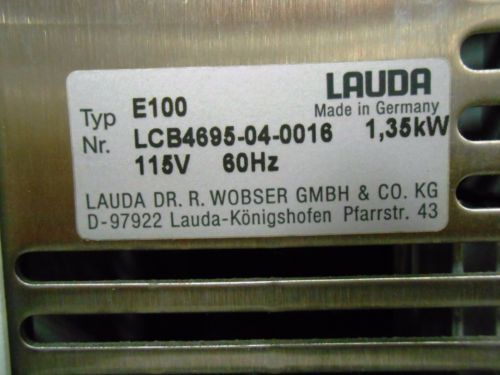 LAUDA
Typ E100 Made in Germany
Nr. LCB4695-04-0016 1,35kW
115V 60Hz
LAUDA DR. R. WOBSER GMBH & CO. KG
D-97922 Lauda-Königshofen Pfarrstr. 43